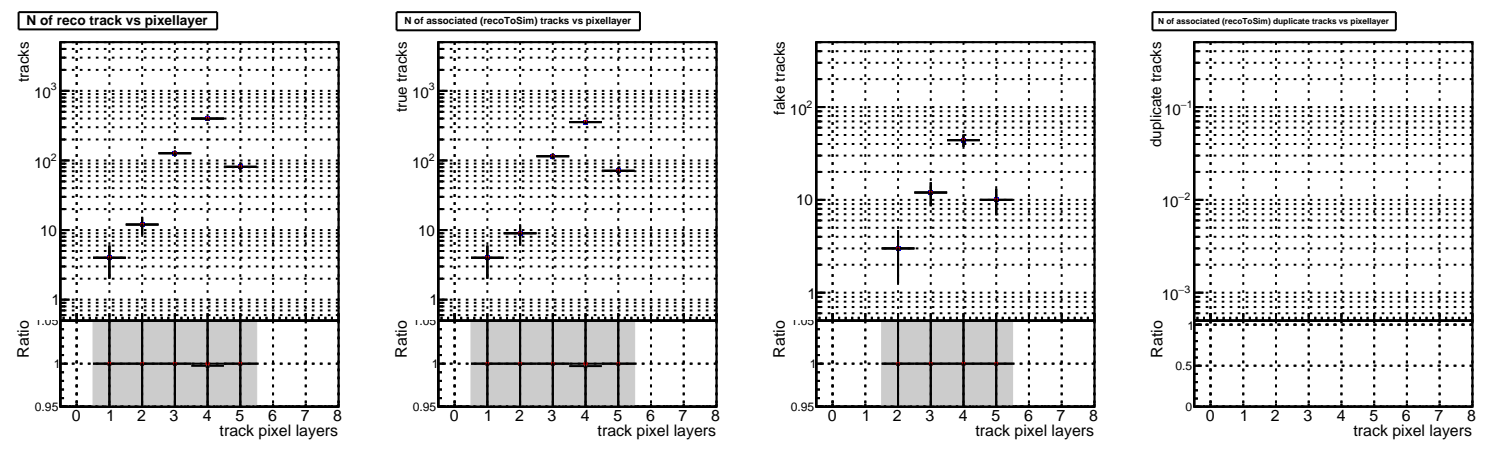 N of reco track vs pixellayer
tracks
10³
10²
10
1
Ratio
1.05
1
0.95
0 1 2 3 4 5 6 7 8
track pixel layers
N of associated (recoToSim) tracks vs pixellayer
true tracks
10³
10²
10
1
Ratio
1.05
1
0.95
0 1 2 3 4 5 6 7 8
track pixel layers
fake tracks
10²
10
1
Ratio
1.05
1
0.95
0 1 2 3 4 5 6 7 8
track pixel layers
N of associated (recoToSim) duplicate tracks vs pixellayer
duplicate tracks
10⁻¹
10⁻²
10⁻³
Ratio
1
0.5
0
0 1 2 3 4 5 6 7 8
track pixel layers